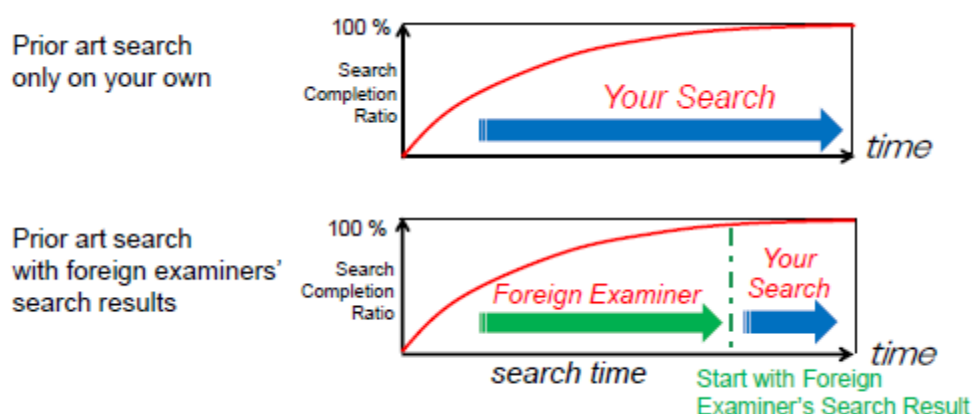 Prior art search
only on your own
100 %
Search
Completion
Ratio
Your Search
time
Prior art search
with foreign examiners'
search results
100 %
Search
Completion
Ratio
Foreign Examiner
Your
Search
search time
time
Start with Foreign
Examiner's Search Result